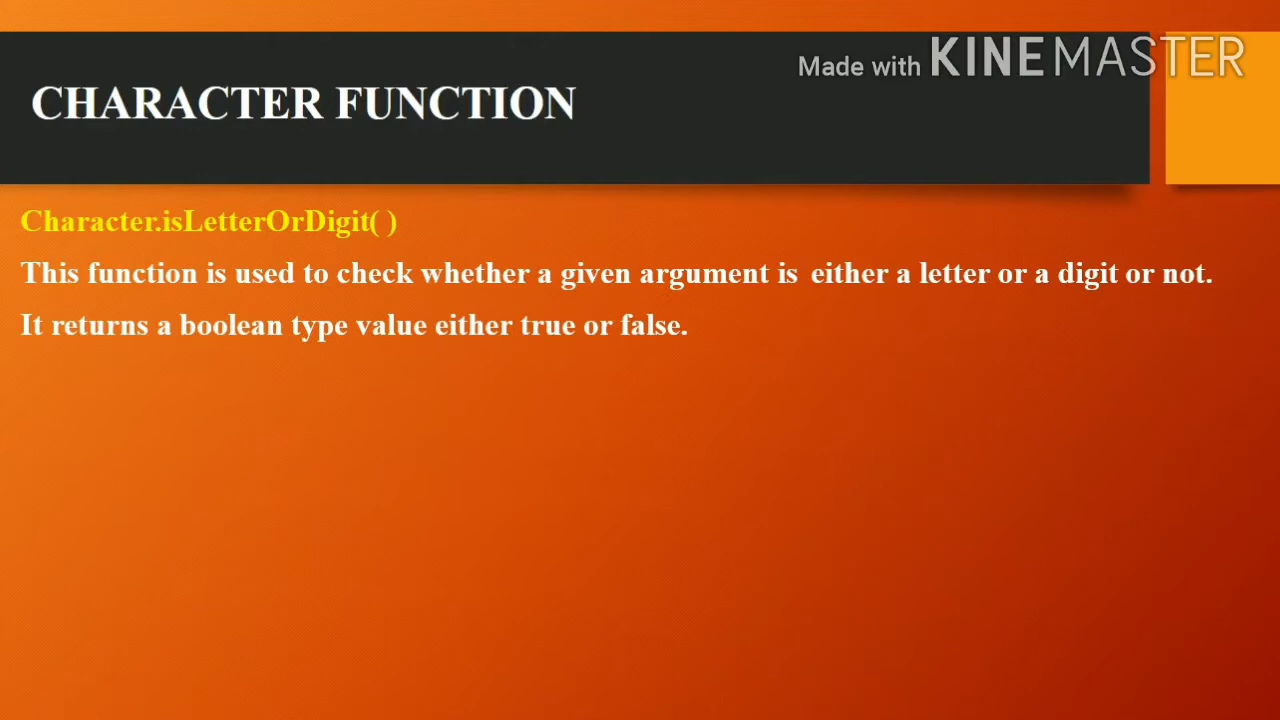 Made with KINEMASTER
CHARACTER FUNCTION
Character.isLetterOrDigit( )
This function is used to check whether a given argument is either a letter or a digit or not.
It returns a boolean type value either true or false.